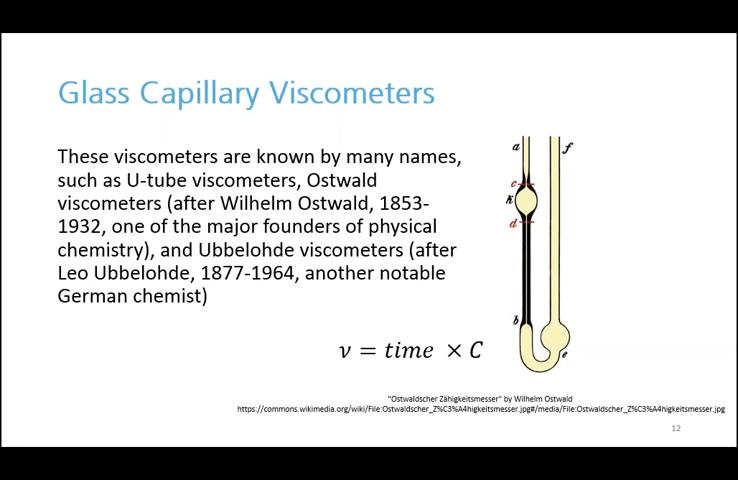 Glass Capillary Viscometers
These viscometers are known by many names,
such as U-tube viscometers, Ostwald
viscometers (after Wilhelm Ostwald, 1853-
1932, one of the major founders of physical
chemistry), and Ubbelohde viscometers (after
Leo Ubbelohde, 1877-1964, another notable
German chemist)
ν = time × C
a
f
c
k
d
b
e
"Ostwaldscher Zähigkeitsmesser" by Wilhelm Ostwald
https://commons.wikimedia.org/wiki/File:Ostwaldscher_Z%C3%A4higkeitsmesser.jpg#/media/File:Ostwaldscher_Z%C3%A4higkeitsmesser.jpg
12